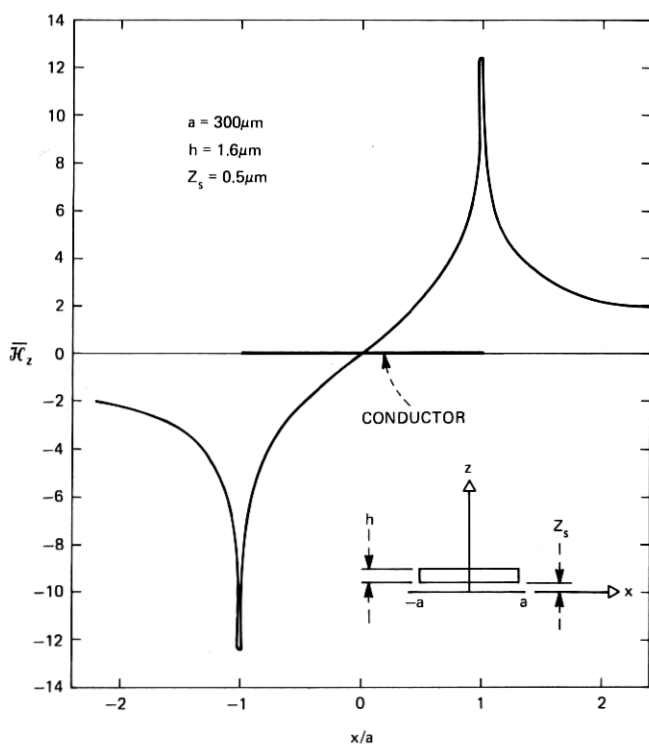 14
12
10
8
6
4
2
0
−2
−4
−6
−8
−10
−12
−14
a = 300μm
h = 1.6μm
Z_s = 0.5μm
ℋ̄_z
CONDUCTOR
z
h
Z_s
−a
a
x
−2
−1
0
1
2
x/a